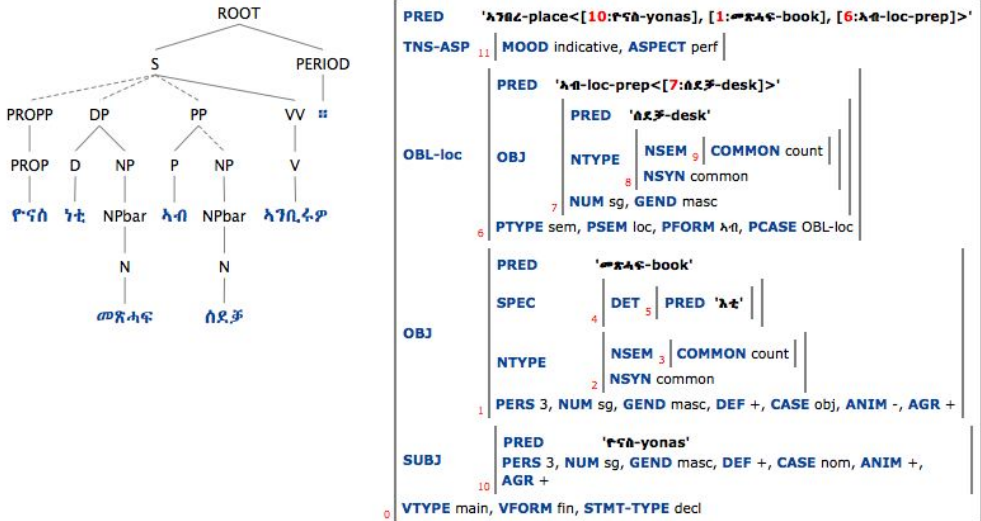 ROOT
S PERIOD
PROPP DP PP VV ።
PROP D NP P NP V
ዮናስ ነቲ NPbar ኣብ NPbar ኣንቢሩዎ
N N
መጽሓፍ ሰደቓ
PRED 'ኣንበረ-place<[10:ዮናስ-yonas], [1:መጽሓፍ-book], [6:ኣብ-loc-prep]>'
TNS-ASP 11 MOOD indicative, ASPECT perf
PRED 'ኣብ-loc-prep<[7:ሰደቓ-desk]>'
PRED 'ሰደቓ-desk'
OBL-loc OBJ NTYPE NSEM 9 COMMON count
8 NSYN common
7 NUM sg, GEND masc
6 PTYPE sem, PSEM loc, PFORM ኣብ, PCASE OBL-loc
PRED 'መጽሓፍ-book'
SPEC 4 DET 5 PRED 'እቲ'
OBJ
NTYPE NSEM 3 COMMON count
2 NSYN common
1 PERS 3, NUM sg, GEND masc, DEF +, CASE obj, ANIM -, AGR +
PRED 'ዮናስ-yonas'
SUBJ PERS 3, NUM sg, GEND masc, DEF +, CASE nom, ANIM +,
10 AGR +
0 VTYPE main, VFORM fin, STMT-TYPE decl